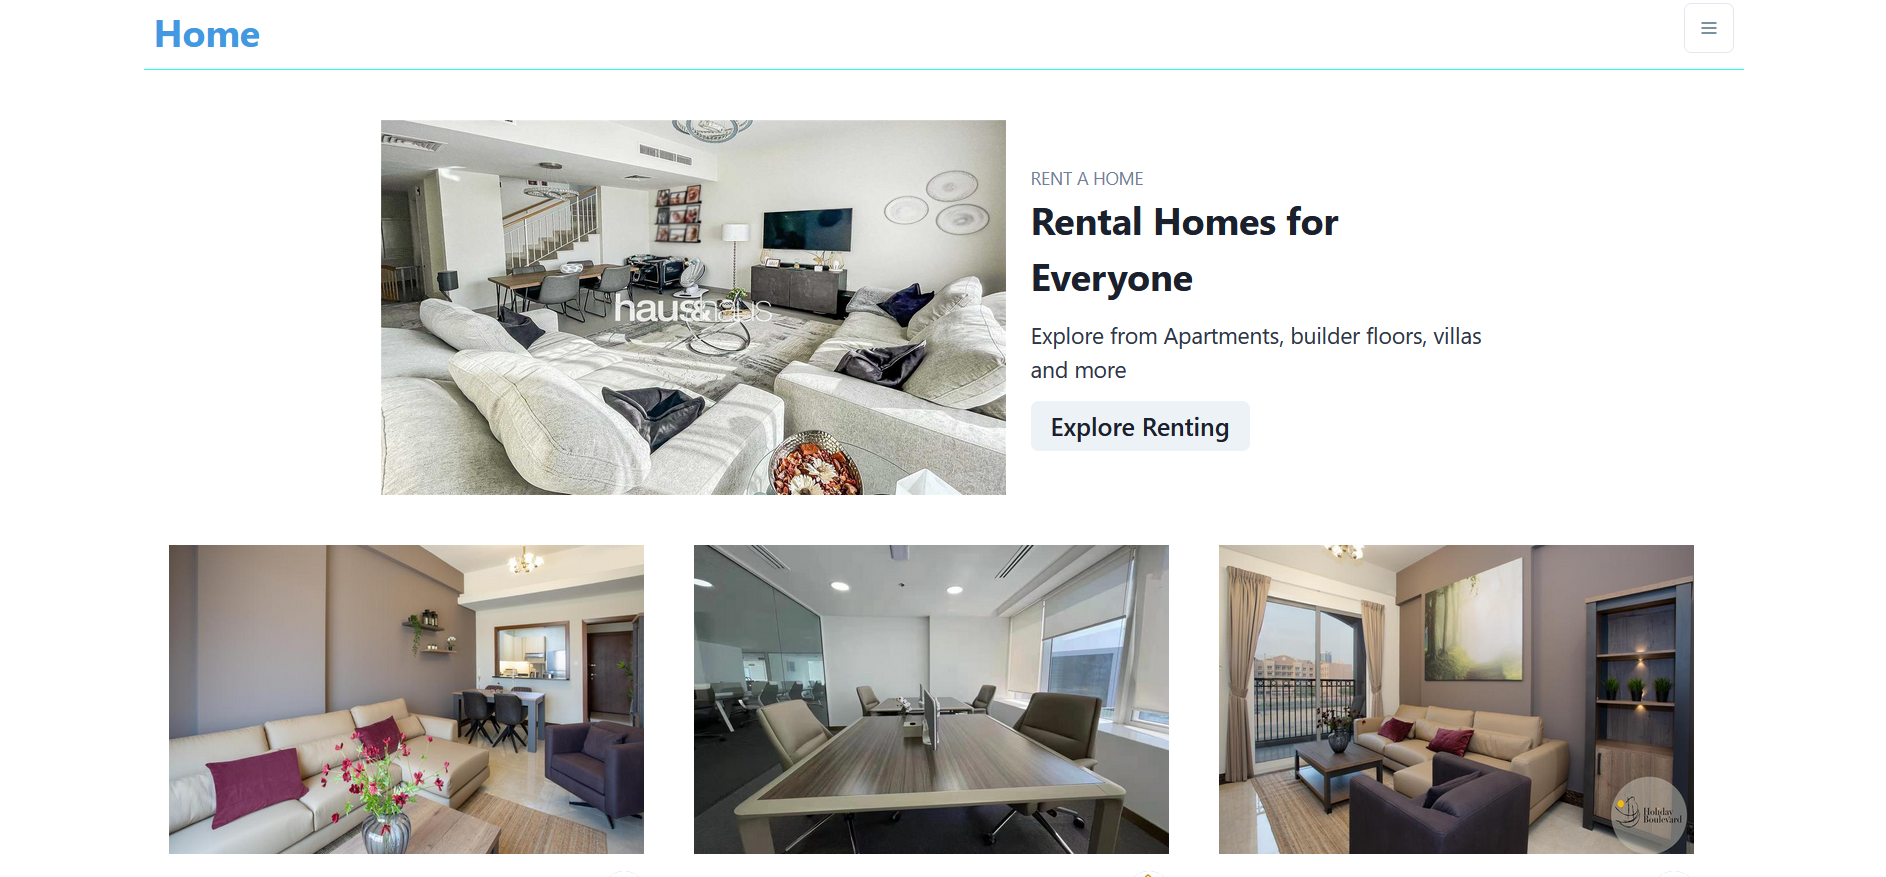 Home
haus&haus
RENT A HOME
Rental Homes for
Everyone
Explore from Apartments, builder floors, villas
and more
Explore Renting
Holiday
Boulevard